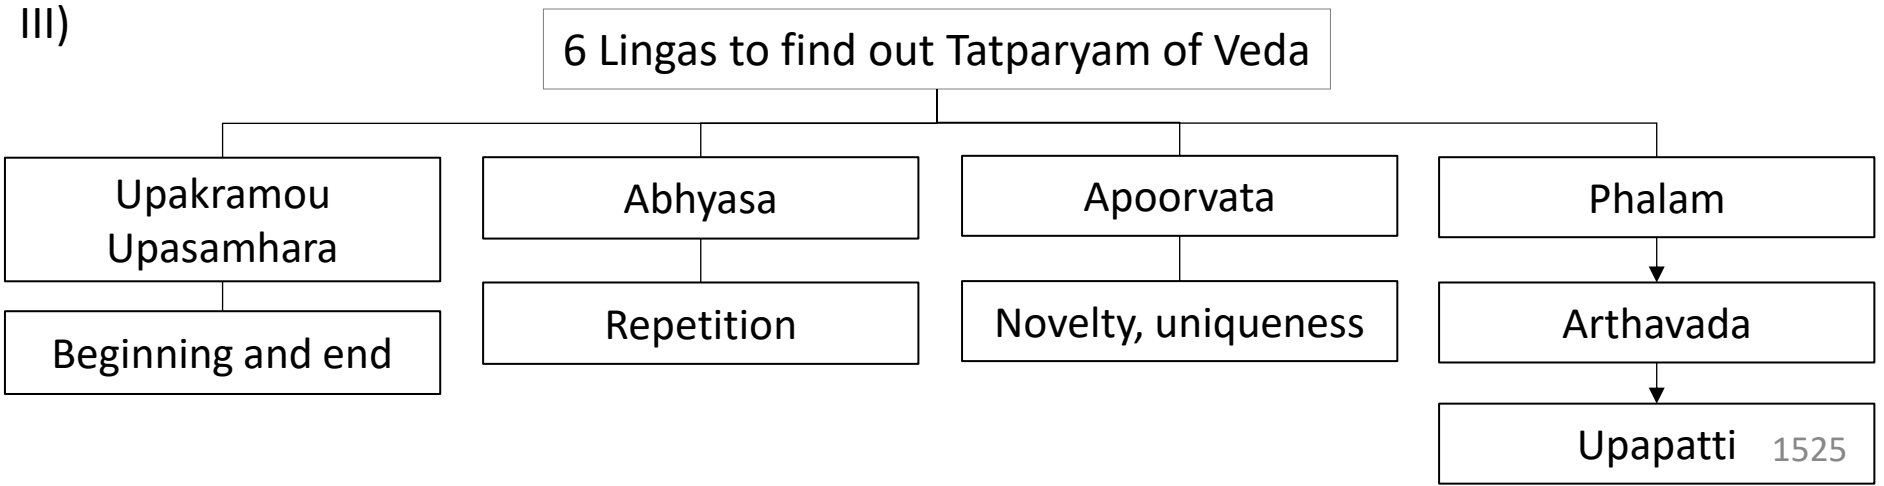 III)
6 Lingas to find out Tatparyam of Veda
Upakramou
Upasamhara
Beginning and end
Abhyasa
Repetition
Apoorvata
Novelty, uniqueness
Phalam
Arthavada
Upapatti
1525